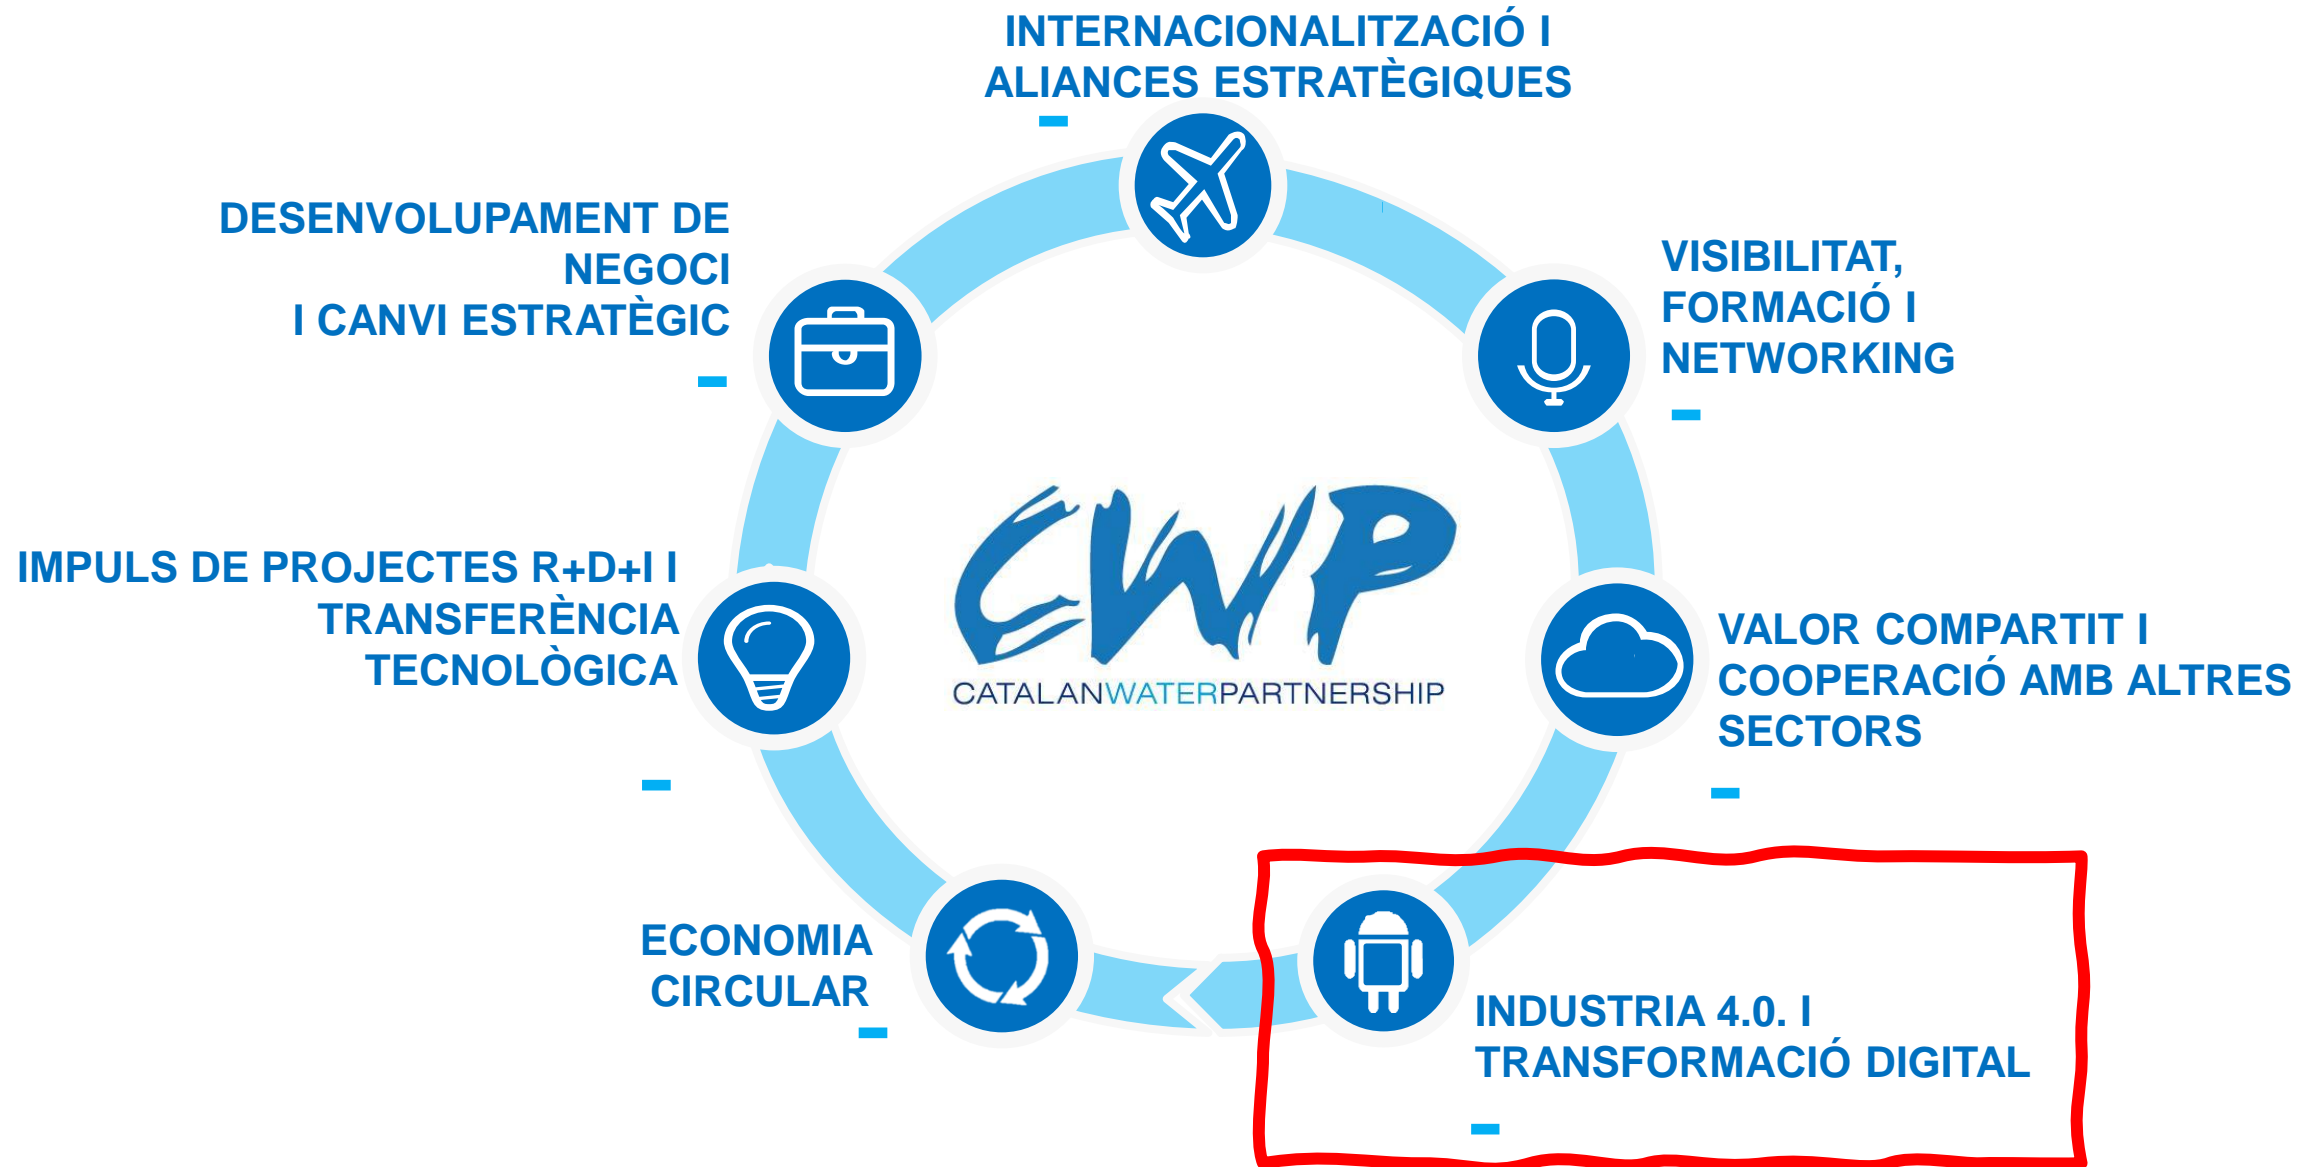 INTERNACIONALITZACIÓ I
ALIANCES ESTRATÈGIQUES
DESENVOLUPAMENT DE
NEGOCI
I CANVI ESTRATÈGIC
VISIBILITAT,
FORMACIÓ I
NETWORKING
IMPULS DE PROJECTES R+D+I I
TRANSFERÈNCIA
TECNOLÒGICA
CWP
CATALANWATERPARTNERSHIP
VALOR COMPARTIT I
COOPERACIÓ AMB ALTRES
SECTORS
ECONOMIA
CIRCULAR
INDUSTRIA 4.0. I
TRANSFORMACIÓ DIGITAL